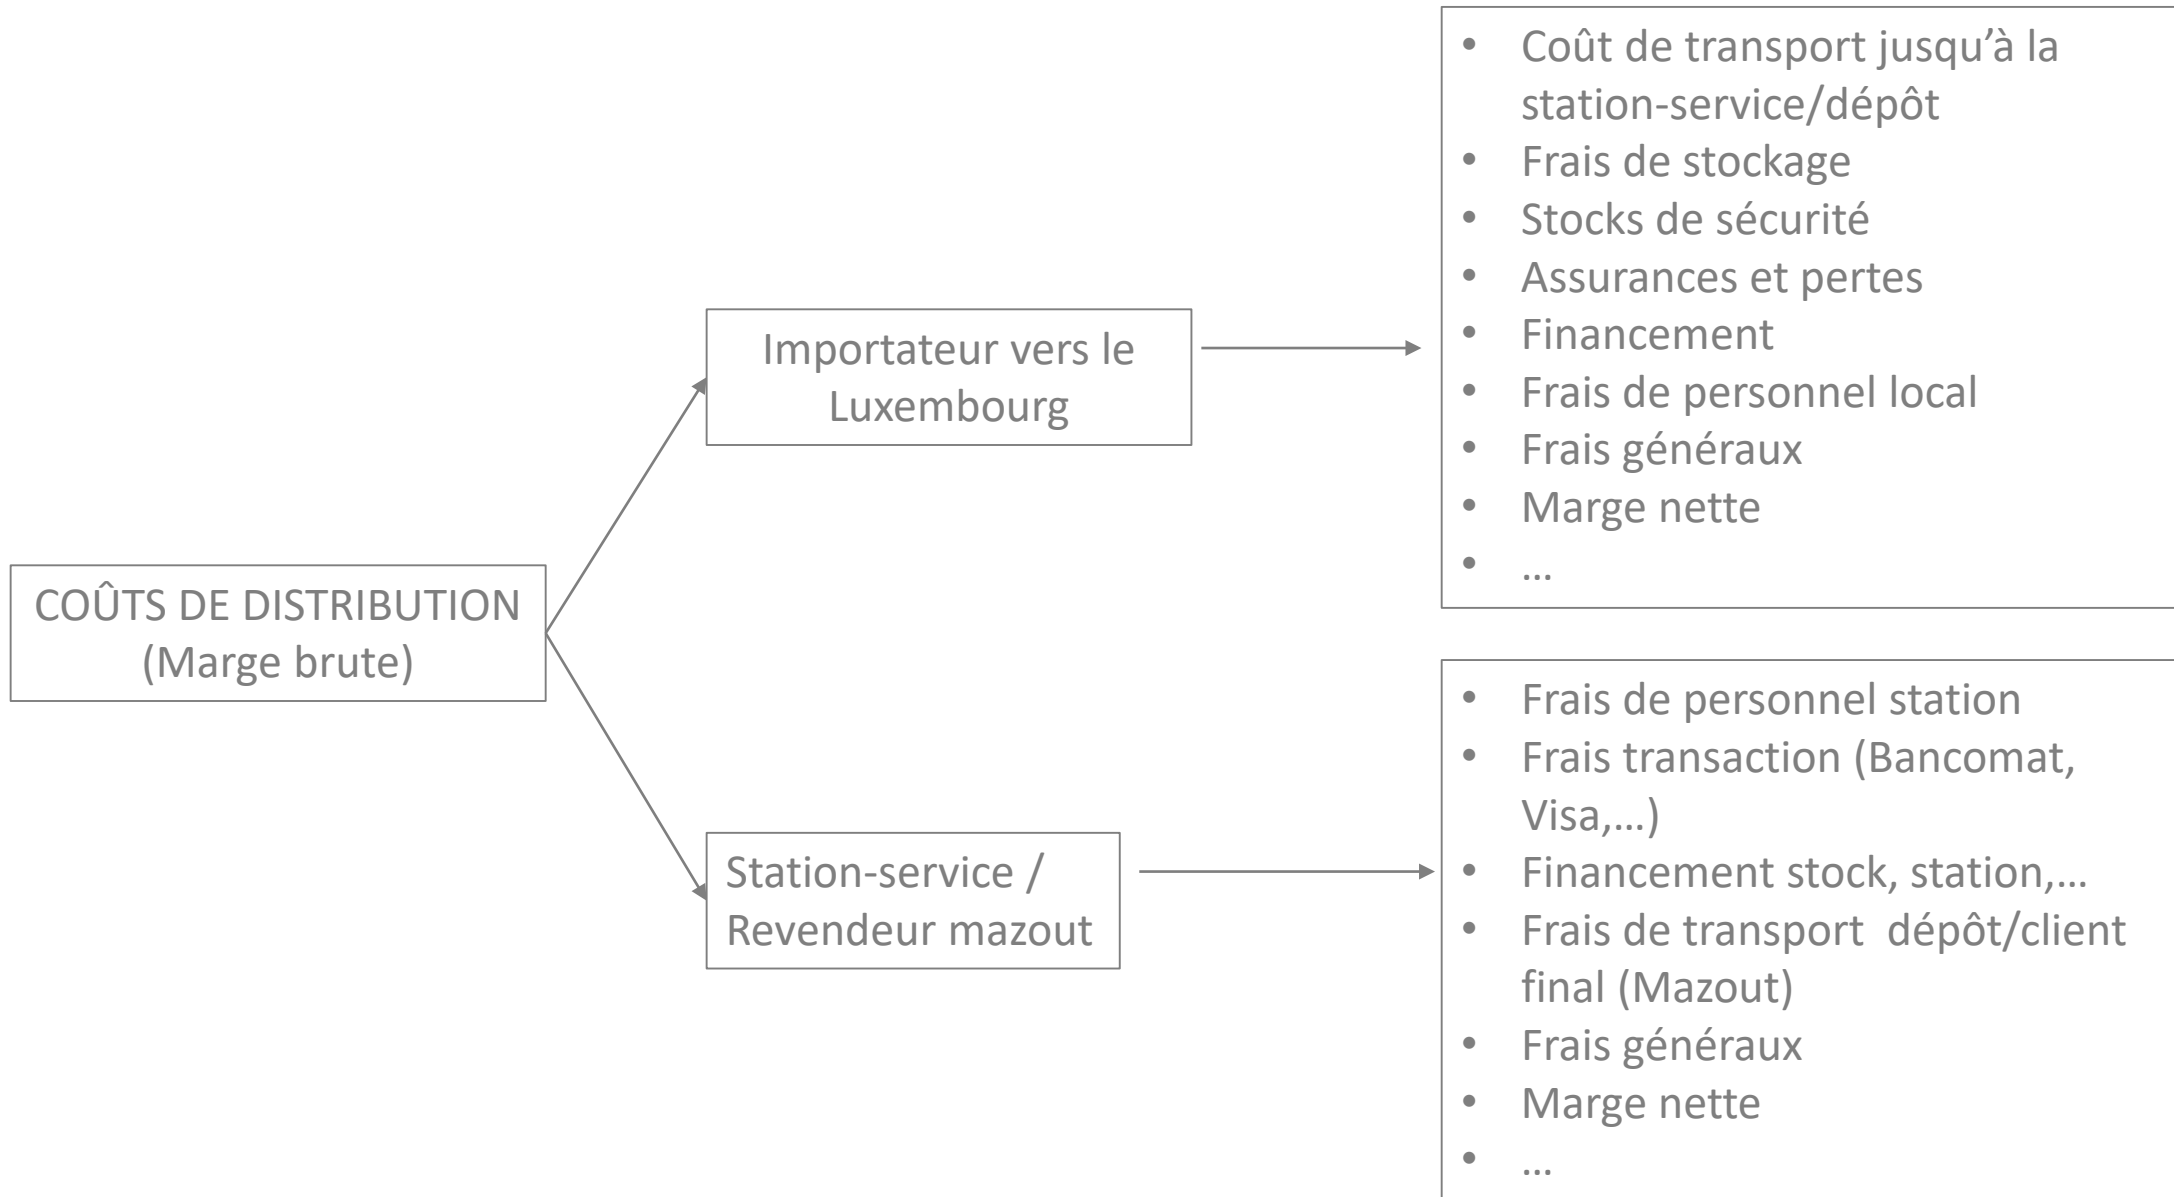 COÛTS DE DISTRIBUTION
(Marge brute)
Importateur vers le
Luxembourg
• Coût de transport jusqu’à la
station-service/dépôt
• Frais de stockage
• Stocks de sécurité
• Assurances et pertes
• Financement
• Frais de personnel local
• Frais généraux
• Marge nette
• …
Station-service /
Revendeur mazout
• Frais de personnel station
• Frais transaction (Bancomat,
Visa,…)
• Financement stock, station,…
• Frais de transport  dépôt/client
final (Mazout)
• Frais généraux
• Marge nette
• …